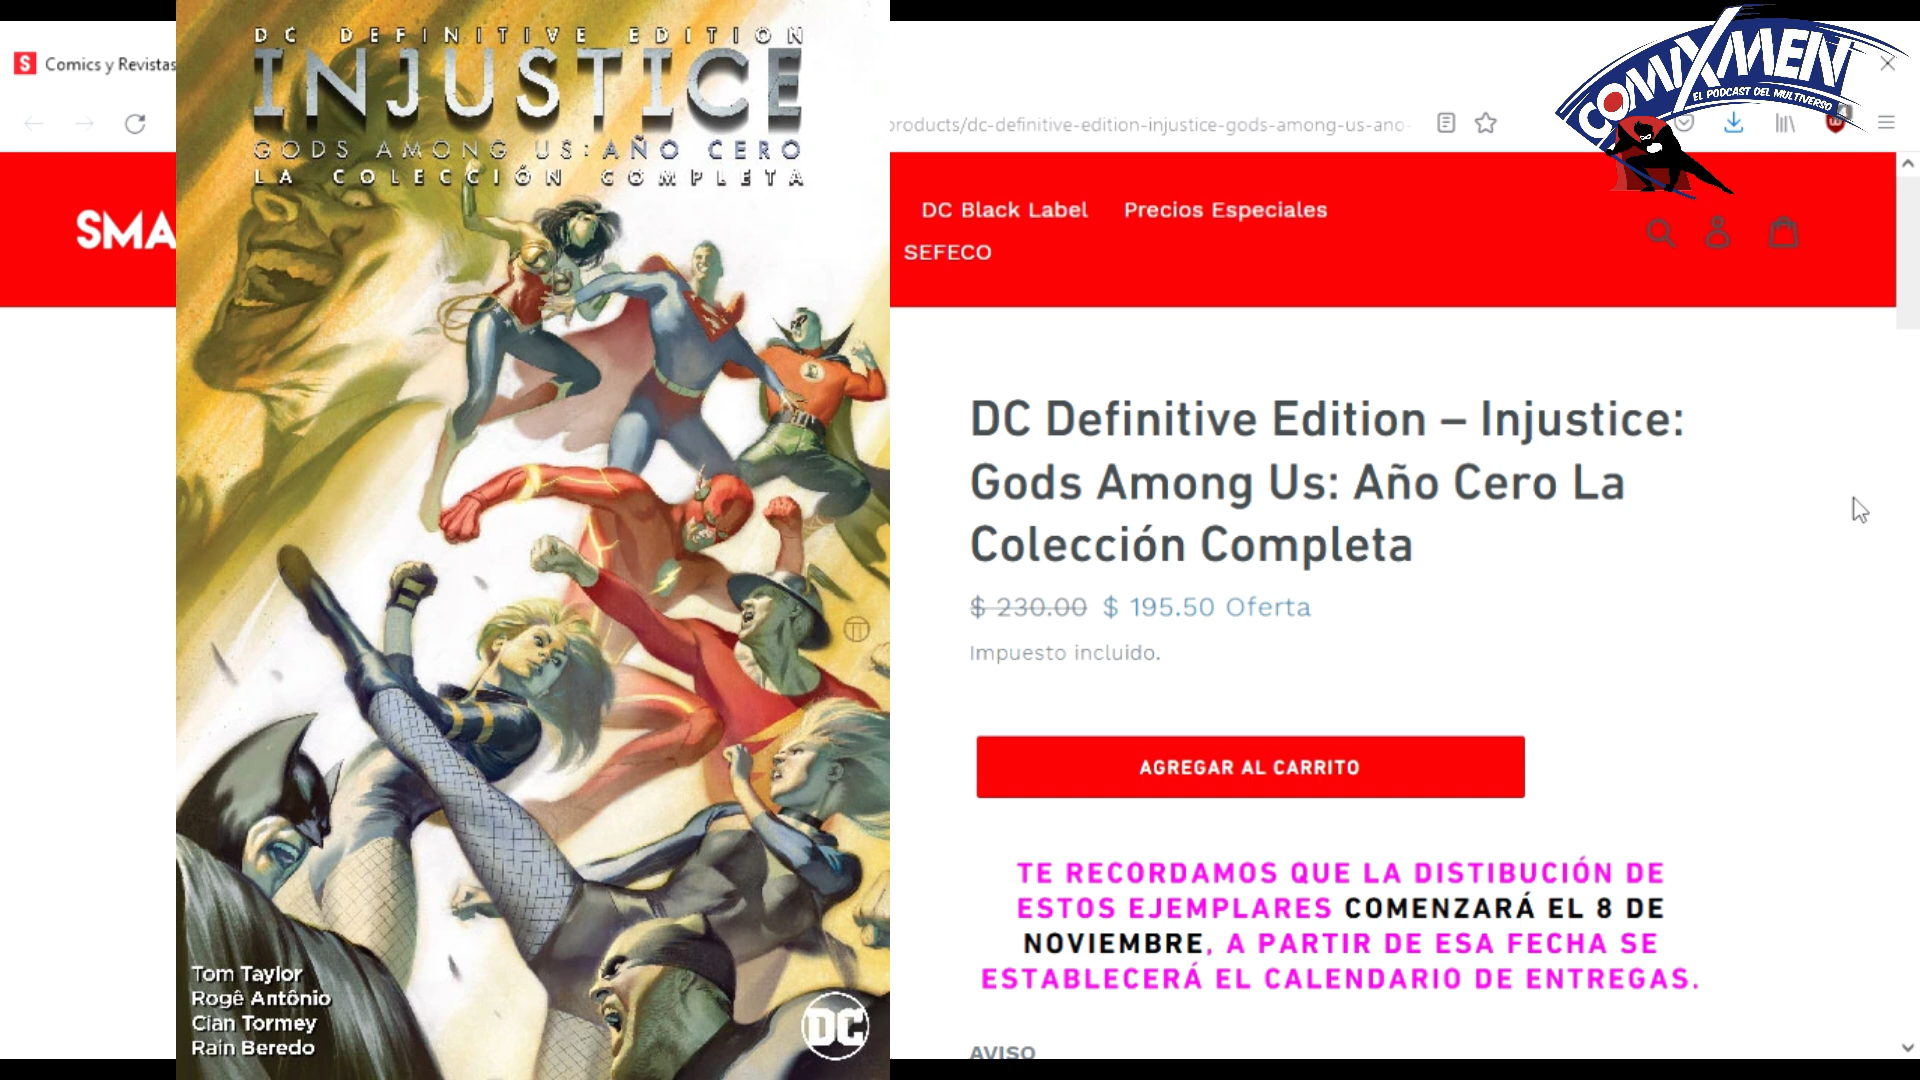 DC DEFINITIVE EDITION
INJUSTICE
GODS AMONG US: AÑO CERO
LA COLECCIÓN COMPLETA
Tom Taylor
Rogê Antônio
Cian Tormey
Rain Beredo
DC
S Comics y Revistas
products/dc-definitive-edition-injustice-gods-among-us-ano-
COMIXMEN
EL PODCAST DEL MULTIVERSO
SMA
DC Black Label Precios Especiales
SEFECO
DC Definitive Edition – Injustice:
Gods Among Us: Año Cero La
Colección Completa
$ 230.00 $ 195.50 Oferta
Impuesto incluido.
AGREGAR AL CARRITO
TE RECORDAMOS QUE LA DISTIBUCIÓN DE
ESTOS EJEMPLARES COMENZARÁ EL 8 DE
NOVIEMBRE, A PARTIR DE ESA FECHA SE
ESTABLECERÁ EL CALENDARIO DE ENTREGAS.
AVISO